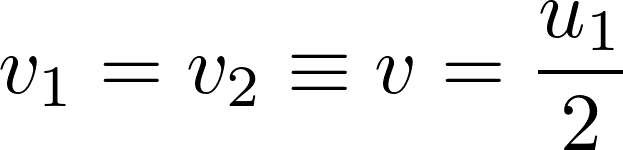 v₁ = v₂ ≡ v = u₁/2